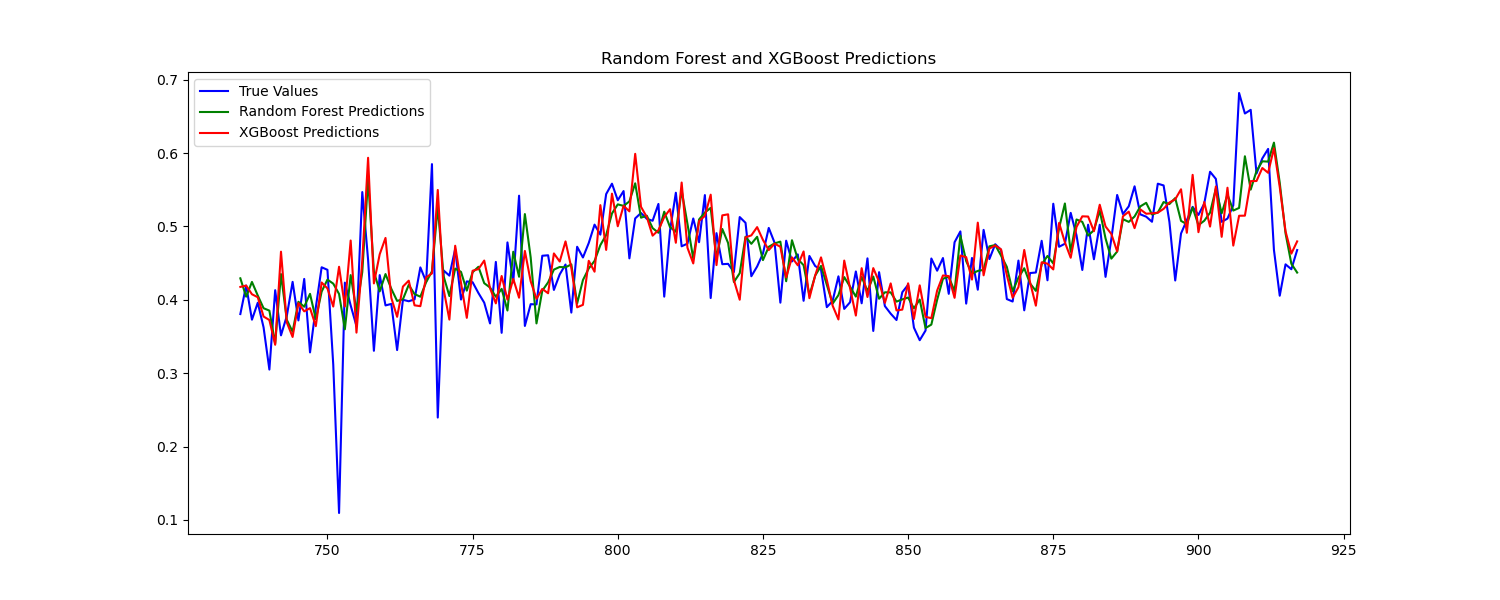 Random Forest and XGBoost Predictions
0.7
0.6
0.5
0.4
0.3
0.2
0.1
True Values
Random Forest Predictions
XGBoost Predictions
750 775 800 825 850 875 900 925